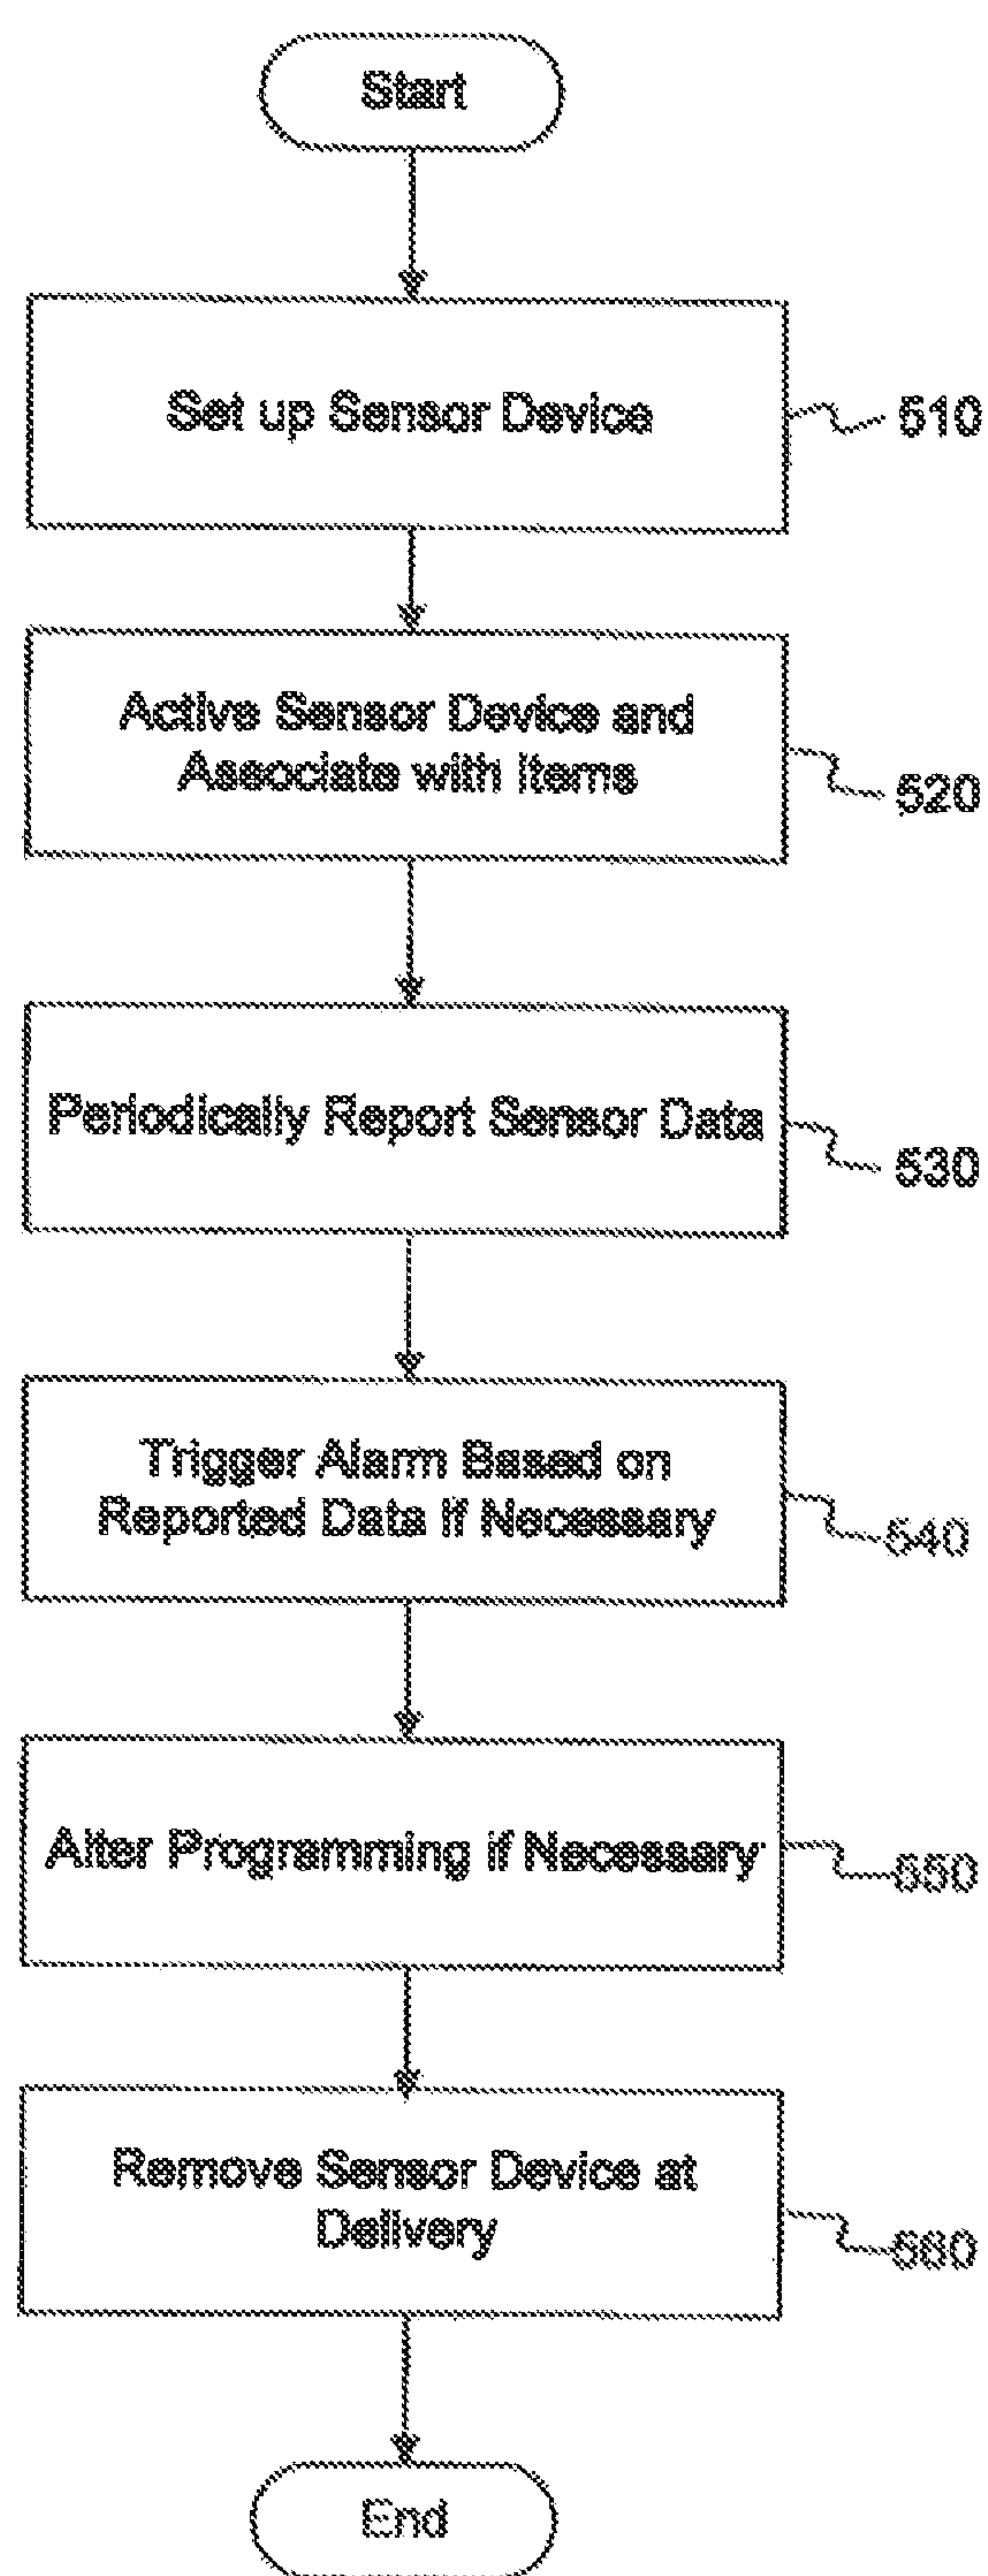 Start
Set up Sensor Device
510
Active Sensor Device and
Associate with Items
520
Periodically Report Sensor Data
530
Trigger Alarm Based on
Reported Data if Necessary
540
Alter Programming if Necessary
550
Remove Sensor Device at
Delivery
560
End